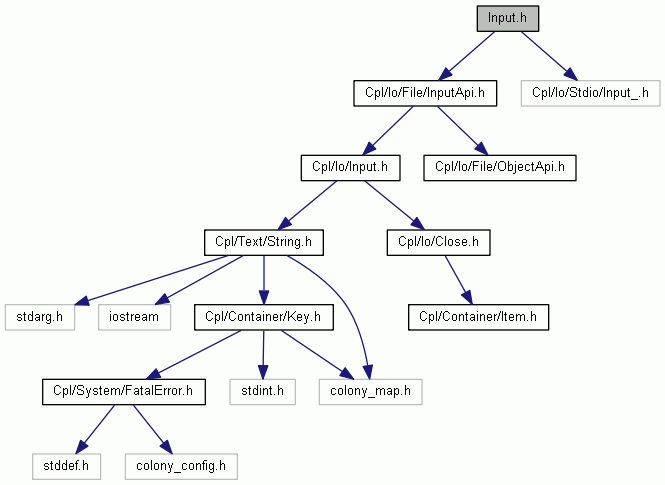 Input.h
Cpl/Io/File/InputApi.h
Cpl/Io/Stdio/Input_.h
Cpl/Io/Input.h
Cpl/Io/File/ObjectApi.h
Cpl/Text/String.h
Cpl/Io/Close.h
stdarg.h
iostream
Cpl/Container/Key.h
Cpl/Container/Item.h
Cpl/System/FatalError.h
stdint.h
colony_map.h
stddef.h
colony_config.h